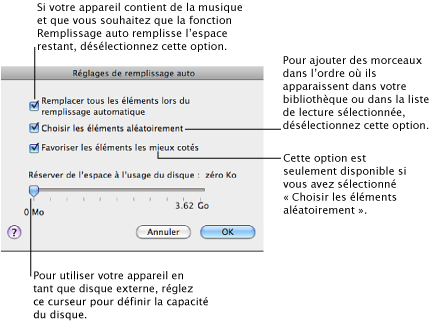 Si votre appareil contient de la musique
et que vous souhaitez que la fonction
Remplissage auto remplisse l'espace
restant, désélectionnez cette option.
Pour ajouter des morceaux
dans l'ordre où ils
apparaissent dans votre
bibliothèque ou dans la liste
de lecture sélectionnée,
désélectionnez cette option.
Réglages de remplissage auto
Remplacer tous les éléments lors du
remplissage automatique
Choisir les éléments aléatoirement
Favoriser les éléments les mieux cotés
Cette option est
seulement disponible si
vous avez sélectionné
« Choisir les éléments
aléatoirement ».
Réserver de l'espace à l'usage du disque : zéro Ko
0 Mo
3.62 Go
?
Annuler
OK
Pour utiliser votre appareil en
tant que disque externe, réglez
ce curseur pour définir la capacité
du disque.